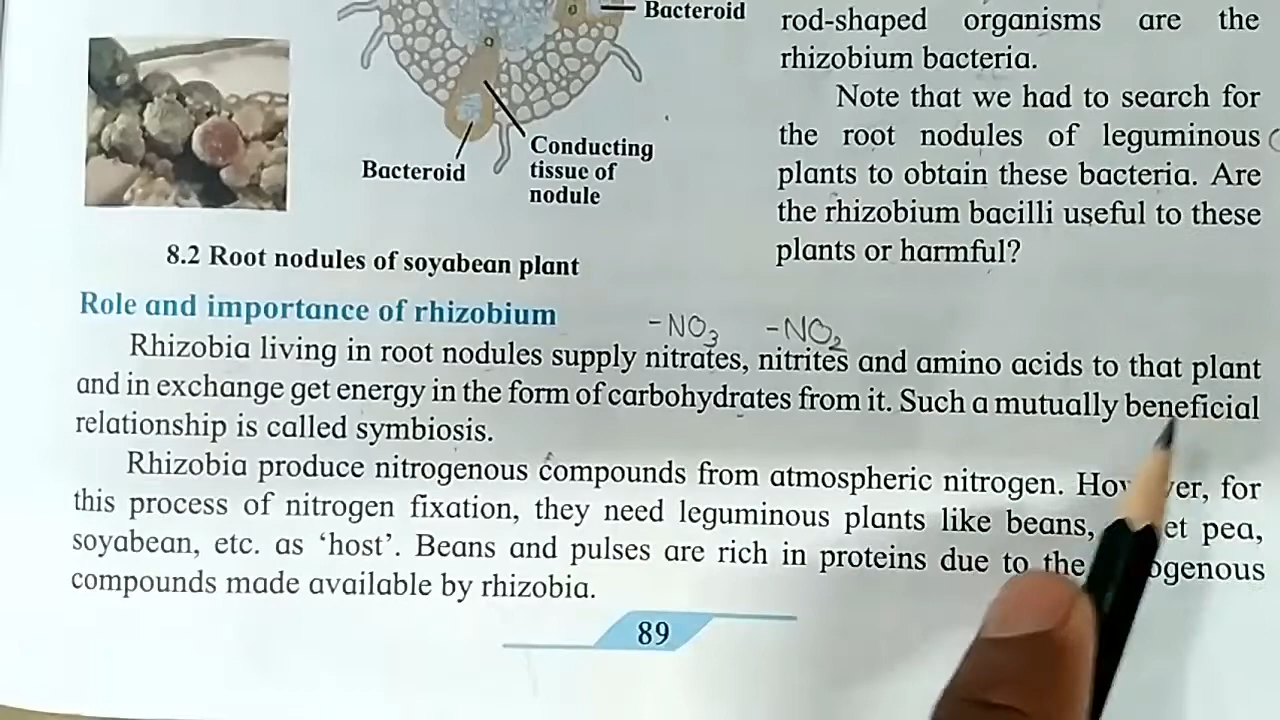 Bacteroid
Bacteroid
Conducting
tissue of
nodule
8.2 Root nodules of soyabean plant
rod-shaped organisms are the
rhizobium bacteria.
Note that we had to search for
the root nodules of leguminous
plants to obtain these bacteria. Are
the rhizobium bacilli useful to these
plants or harmful?
Role and importance of rhizobium
-NO3 -NO2
Rhizobia living in root nodules supply nitrates, nitrites and amino acids to that plant
and in exchange get energy in the form of carbohydrates from it. Such a mutually beneficial
relationship is called symbiosis.
Rhizobia produce nitrogenous compounds from atmospheric nitrogen. for
this process of nitrogen fixation, they need leguminous plants like beans, pea,
soyabean, etc. as ‘host’. Beans and pulses are rich in proteins due to the
compounds made available by rhizobia.
89